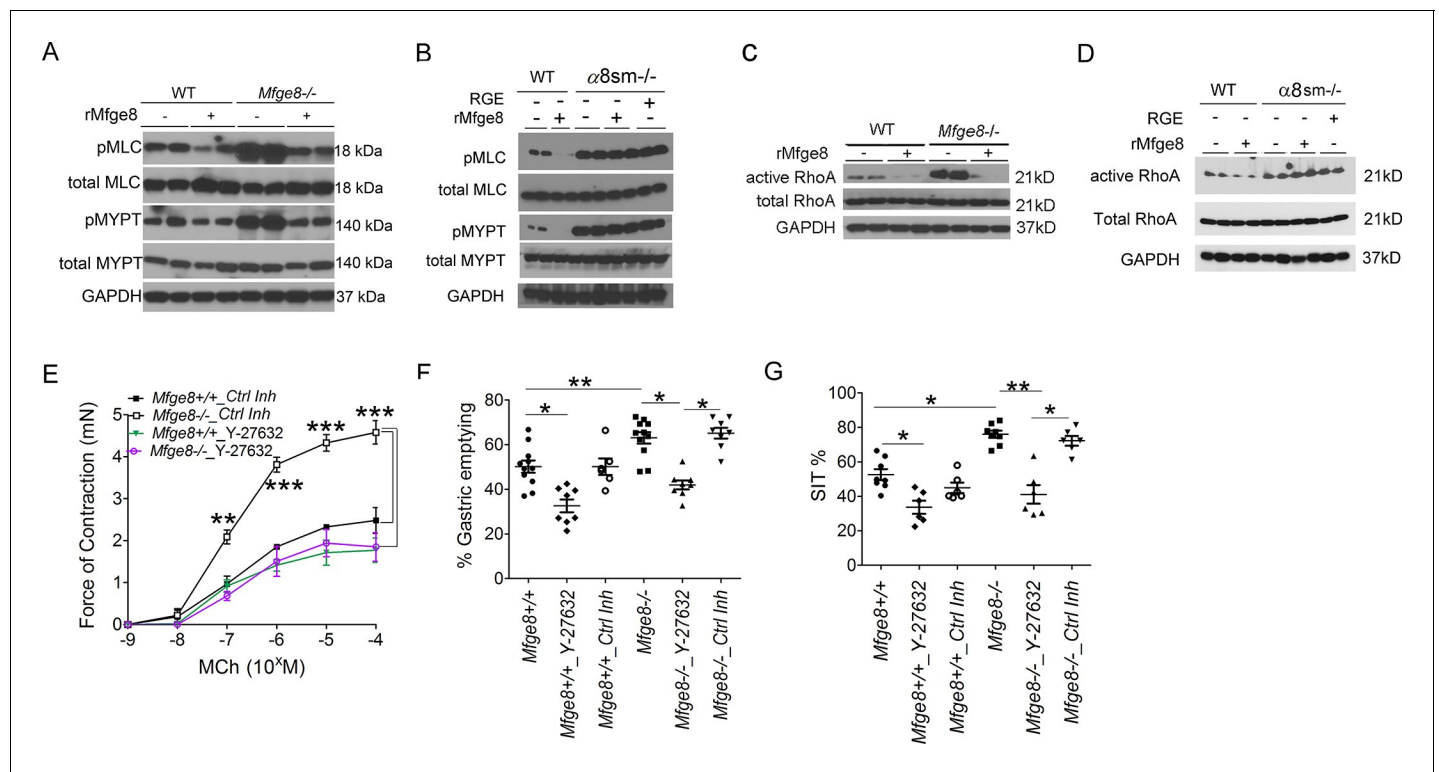 A
WT Mfge8-/-
rMfge8 - + - +
pMLC 18 kDa
total MLC 18 kDa
pMYPT 140 kDa
total MYPT 140 kDa
GAPDH 37 kDa
B
WT α8sm-/-
RGE - - - - +
rMfge8 - + - + -
pMLC
total MLC
pMYPT
total MYPT
GAPDH
C
WT Mfge8-/-
rMfge8 - + - +
active RhoA 21kD
total RhoA 21kD
GAPDH 37kD
D
WT α8sm-/-
RGE - - - - +
rMfge8 - + - + -
active RhoA 21kD
Total RhoA 21kD
GAPDH 37kD
E
Mfge8+/+_Ctrl Inh
Mfge8-/-_Ctrl Inh
Mfge8+/+_Y-27632
Mfge8-/-_Y-27632
Force of Contraction (mN)
5
4
3
2
1
0
** *** *** ***
-9 -8 -7 -6 -5 -4
MCh (10ˣM)
F
% Gastric emptying
80
60
40
20
0
**
* * *
Mfge8+/+
Mfge8+/+_Y-27632
Mfge8+/+_Ctrl Inh
Mfge8-/-
Mfge8-/-_Y-27632
Mfge8-/-_Ctrl Inh
G
SIT %
100
80
60
40
20
0
* **
* *
Mfge8+/+
Mfge8+/+_Y-27632
Mfge8+/+_Ctrl Inh
Mfge8-/-
Mfge8-/-_Y-27632
Mfge8-/-_Ctrl Inh